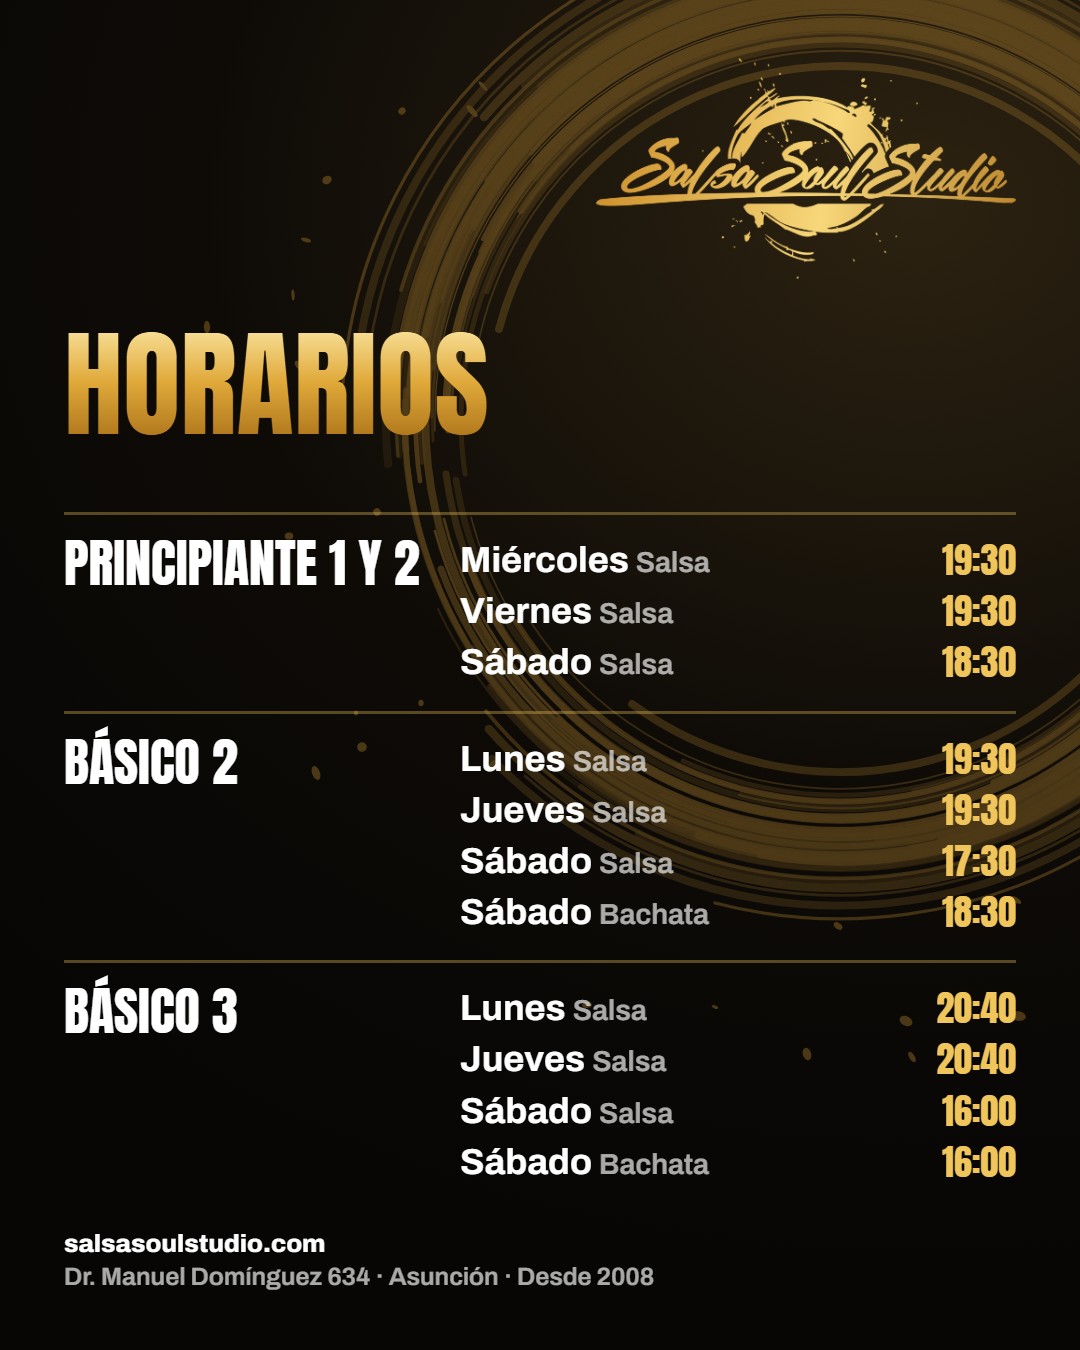 Salsa Soul Studio
HORARIOS
PRINCIPIANTE 1 Y 2
Miércoles Salsa 19:30
Viernes Salsa 19:30
Sábado Salsa 18:30
BÁSICO 2
Lunes Salsa 19:30
Jueves Salsa 19:30
Sábado Salsa 17:30
Sábado Bachata 18:30
BÁSICO 3
Lunes Salsa 20:40
Jueves Salsa 20:40
Sábado Salsa 16:00
Sábado Bachata 16:00
salsasoulstudio.com
Dr. Manuel Domínguez 634 · Asunción · Desde 2008